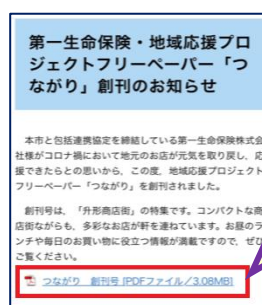 第一生命保険・地域応援プロ
ジェクトフリーペーパー「つ
ながり」創刊のお知らせ
本市と包括連携協定を締結している第一生命保険株式会
社様がコロナ禍において地元のお店が元気を取り戻し、応
援できたらとの思いから、この度、地域応援プロジェクト
フリーペーパー「つながり」を創刊されました。
創刊号は、「升形商店街」の特集です。コンパクトな商
店街ながらも、多彩なお店が軒を連ねています。お昼のラ
ンチや毎日のお買い物に役立つ情報が満載ですので、ぜひ
ご覧ください。
つながり 創刊号 [PDFファイル／3.08MB]